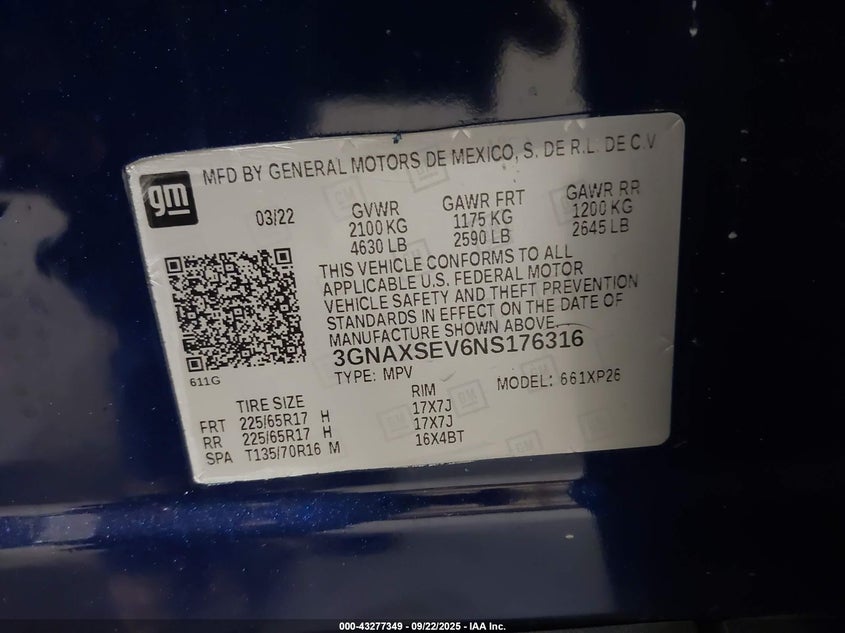 MFD BY GENERAL MOTORS DE MEXICO, S. DE R.L. DE C.V
gm
03/22 GVWR GAWR FRT GAWR RR
2100 KG 1175 KG 1200 KG
4630 LB 2590 LB 2645 LB
THIS VEHICLE CONFORMS TO ALL
APPLICABLE U.S. FEDERAL MOTOR
VEHICLE SAFETY AND THEFT PREVENTION
STANDARDS IN EFFECT ON THE DATE OF
MANUFACTURE SHOWN ABOVE.
3GNAXSEV6NS176316
611G
TYPE: MPV MODEL: 661XP26
TIRE SIZE RIM
FRT 225/65R17 H 17X7J
RR 225/65R17 H 17X7J
SPA T135/70R16 M 16X4BT
000-43277349 - 09/22/2025 - IAA Inc.